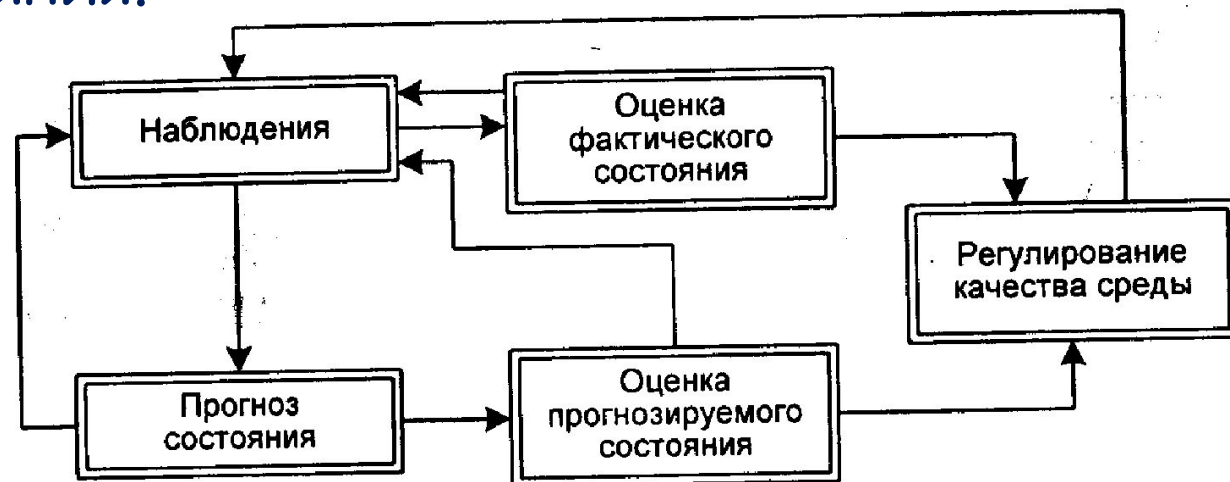 Наблюдения
Оценка
фактического
состояния
Регулирование
качества среды
Прогноз
состояния
Оценка
прогнозируемого
состояния